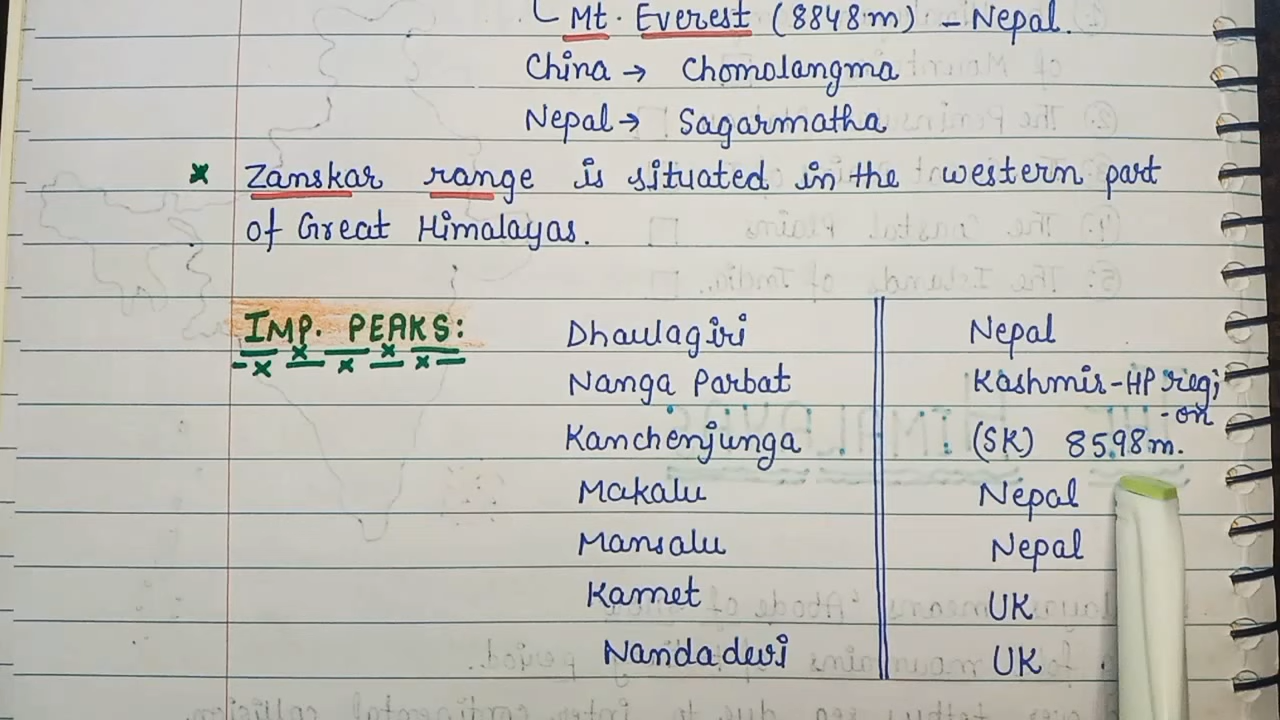 Mt. Everest (8848m) - Nepal.
China → Chomolangma
Nepal → Sagarmatha
x Zanskar range is situated in the western part
of Great Himalayas.
IMP. PEAKS: Dhaulagiri Nepal
Nanga Parbat Kashmir-HP regi
-on
Kanchenjunga (SK) 8598m.
Makalu Nepal
Mansalu Nepal
Kamet UK
Nanda devi UK